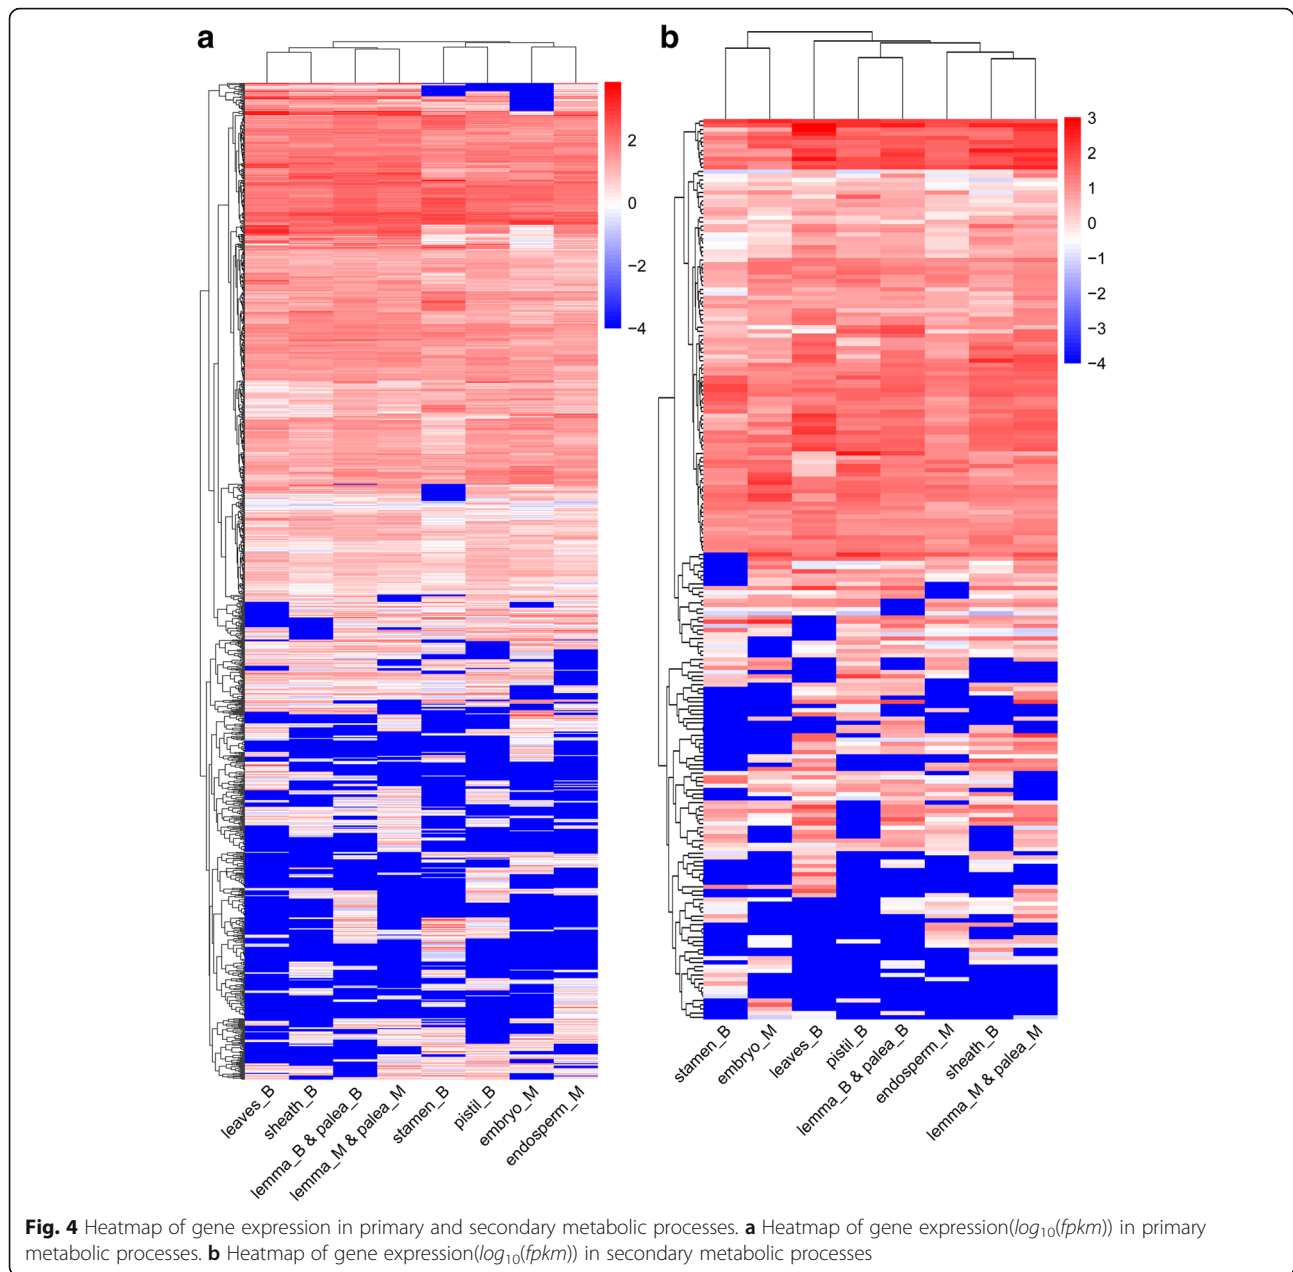 a
b
2
0
−2
−4
3
2
1
0
−1
−2
−3
−4
leaves_B
sheath_B
lemma_B & palea_B
lemma_M & palea_M
stamen_B
pistil_B
embryo_M
endosperm_M
stamen_B
embryo_M
leaves_B
pistil_B
lemma_B & palea_B
endosperm_M
sheath_B
lemma_M & palea_M
Fig. 4 Heatmap of gene expression in primary and secondary metabolic processes. a Heatmap of gene expression(log10(fpkm)) in primary
metabolic processes. b Heatmap of gene expression(log10(fpkm)) in secondary metabolic processes